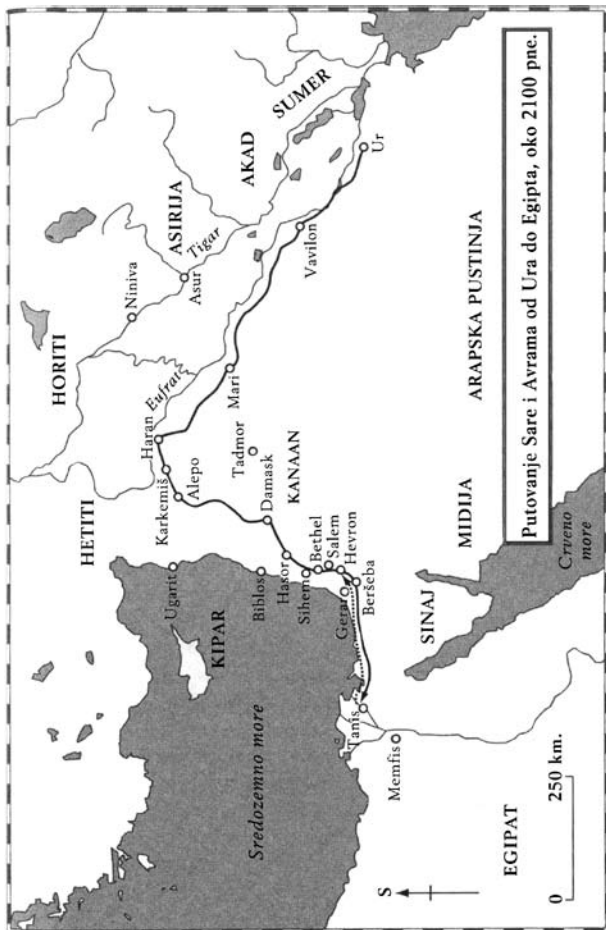 HETITI
HORITI
Niniva
ASIRIJA
Asur
Tigar
AKAD
SUMER
Haran
Eufrat
Karkemiš
Alepo
Ugarit
KIPAR
Mari
Vavilon
Ur
Tadmor
Biblos
Damask
KANAAN
Hasor
Sihem
Bethel
Salem
Hevron
Gerar
Beršeba
Sredozemno more
Tanis
Memfis
SINAJ
MIDIJA
ARAPSKA PUSTINJA
Crveno
more
EGIPAT
S
0 250 km.
Putovanje Sare i Avrama od Ura do Egipta, oko 2100 pne.